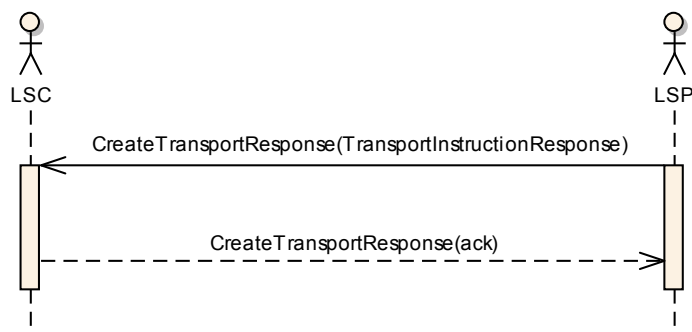 LSC
LSP
CreateTransportResponse(TransportInstructionResponse)
CreateTransportResponse(ack)